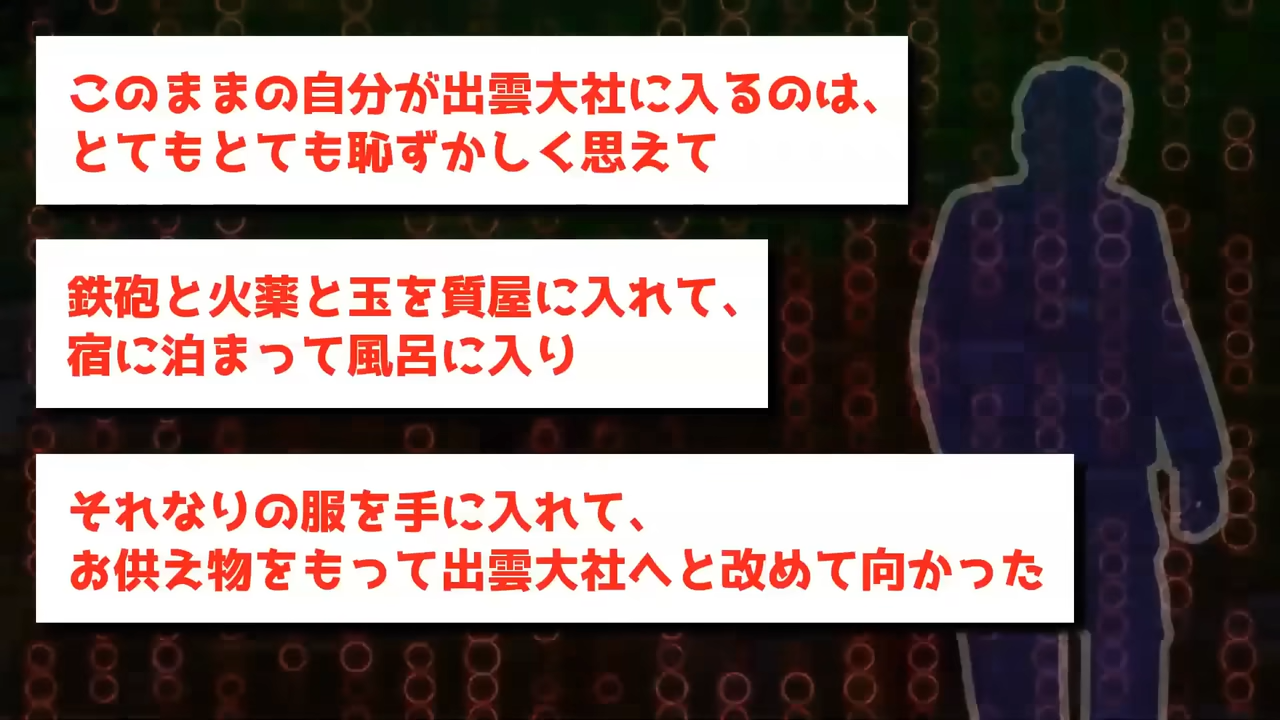 このままの自分が出雲大社に入るのは、
とてもとても恥ずかしく思えて
鉄砲と火薬と玉を質屋に入れて、
宿に泊まって風呂に入り
それなりの服を手に入れて、
お供え物をもって出雲大社へと改めて向かった